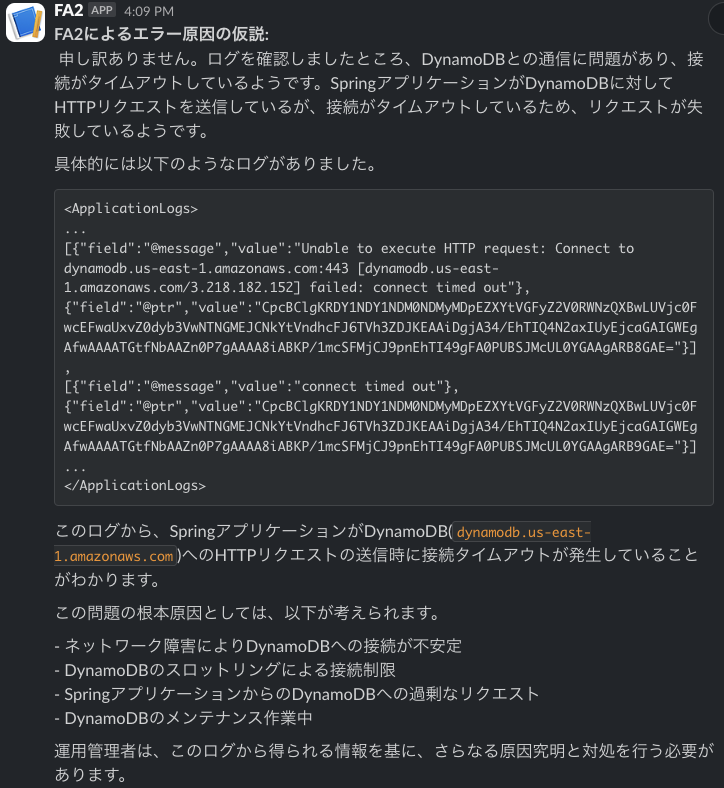 FA2 APP 4:09 PM
FA2によるエラー原因の仮説:
申し訳ありません。ログを確認しましたところ、DynamoDBとの通信に問題があり、接
続がタイムアウトしているようです。SpringアプリケーションがDynamoDBに対して
HTTPリクエストを送信しているが、接続がタイムアウトしているため、リクエストが失
敗しているようです。
具体的には以下のようなログがありました。
<ApplicationLogs>
...
[{"field":"@message","value":"Unable to execute HTTP request: Connect to
dynamodb.us-east-1.amazonaws.com:443 [dynamodb.us-east-
1.amazonaws.com/3.218.182.152] failed: connect timed out"},
{"field":"@ptr","value":"CpcBClgKRDY1NDY1NDM0NDMyMDpEZXYtVGFyZ2V0RWNzQXBwLUVjc0F
wcEFwaUxvZ0dyb3VwNTNGMEJCNkYtVndhcFJ6TVh3ZDJKEAAiDgjA34/EhTIQ4N2axIUyEjcaGAIGWEg
AfwAAAATGtfNbAAZn0P7gAAAA8iABKP/1mcSFMjCJ9pnEhTI49gFA0PUBSJMcUL0YGAAgARB8GAE="}]
,
[{"field":"@message","value":"connect timed out"},
{"field":"@ptr","value":"CpcBClgKRDY1NDY1NDM0NDMyMDpEZXYtVGFyZ2V0RWNzQXBwLUVjc0F
wcEFwaUxvZ0dyb3VwNTNGMEJCNkYtVndhcFJ6TVh3ZDJKEAAiDgjA34/EhTIQ4N2axIUyEjcaGAIGWEg
AfwAAAATGtfNbAAZn0P7gAAAA8iABKP/1mcSFMjCJ9pnEhTI49gFA0PUBSJMcUL0YGAAgARB9GAE="}]
...
</ApplicationLogs>
このログから、SpringアプリケーションがDynamoDB(dynamodb.us-east-
1.amazonaws.com)へのHTTPリクエストの送信時に接続タイムアウトが発生していること
がわかります。
この問題の根本原因としては、以下が考えられます。
- ネットワーク障害によりDynamoDBへの接続が不安定
- DynamoDBのスロットリングによる接続制限
- SpringアプリケーションからのDynamoDBへの過剰なリクエスト
- DynamoDBのメンテナンス作業中
運用管理者は、このログから得られる情報を基に、さらなる原因究明と対処を行う必要が
あります。